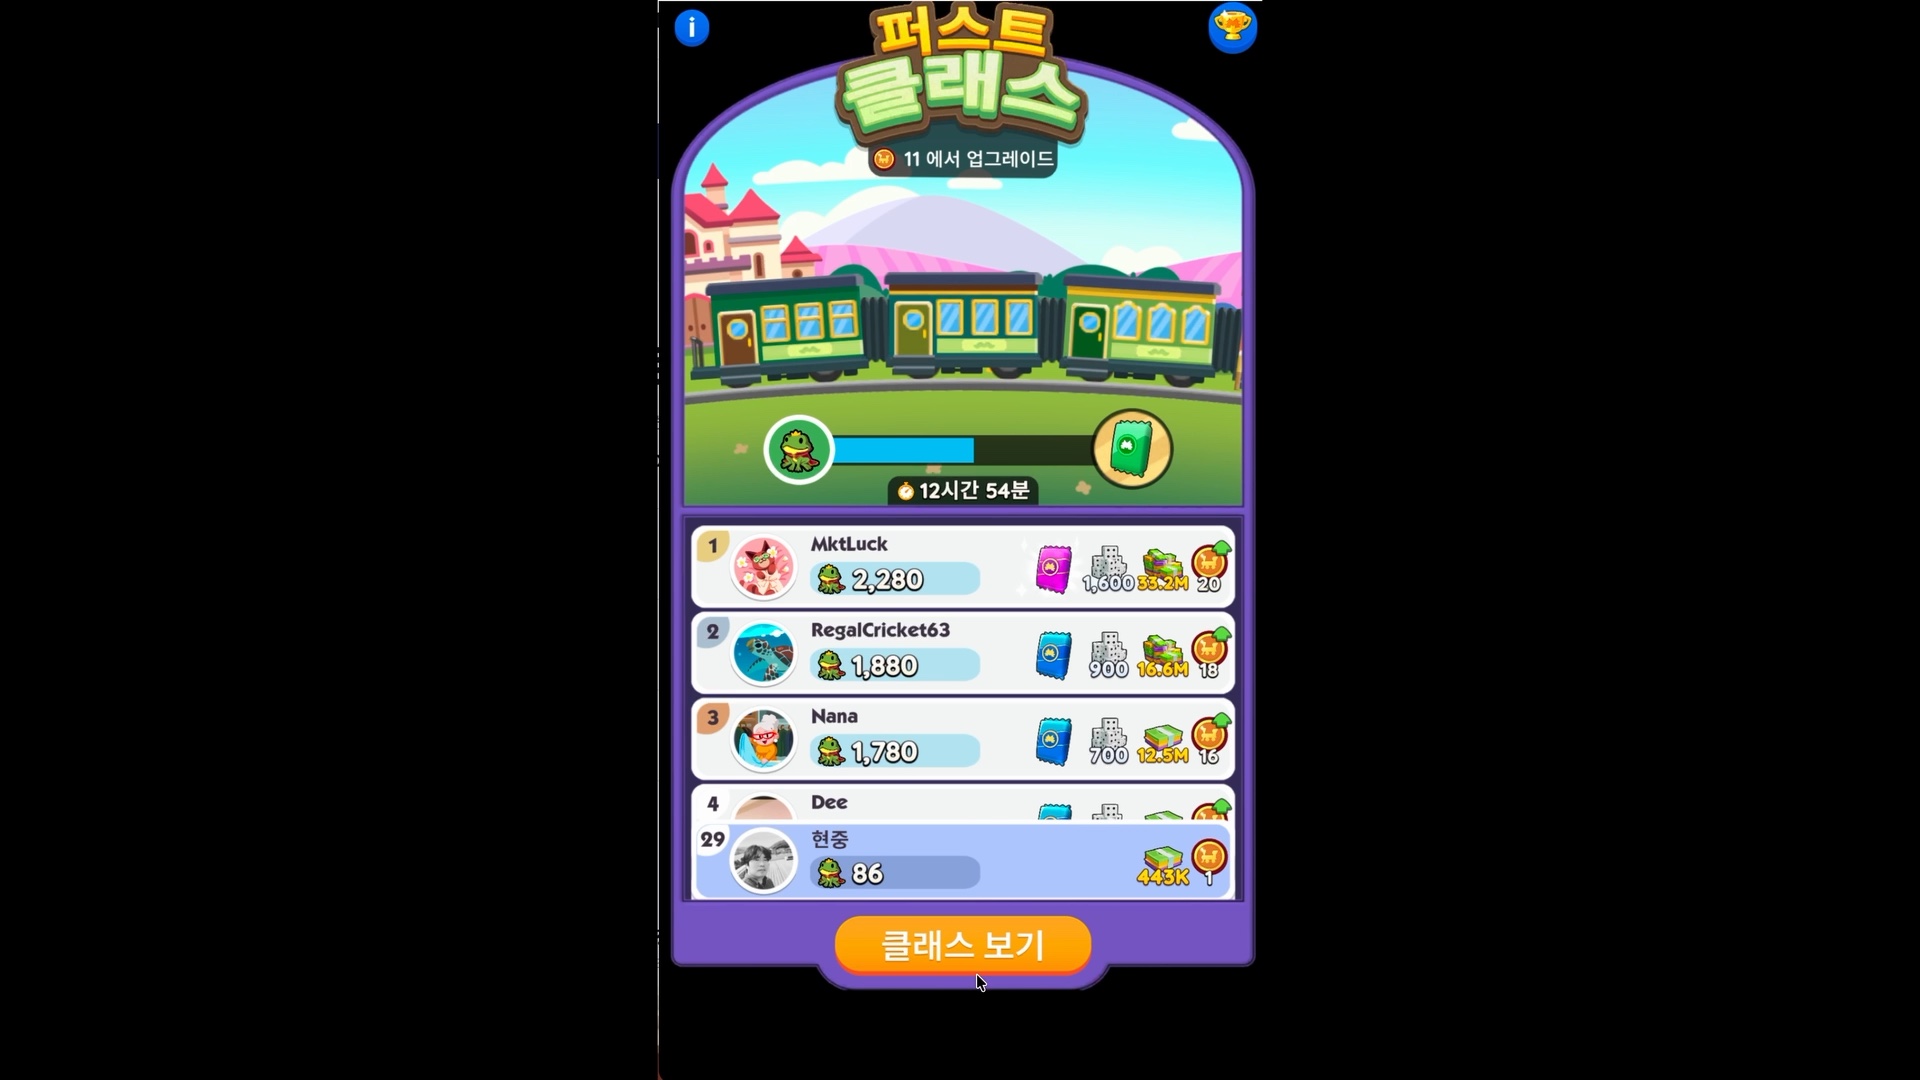 i
퍼스트
클래스
11 에서 업그레이드
12시간 54분
1
MktLuck
2,280
1,600
33.2M
20
2
RegalCricket63
1,880
900
16.6M
18
3
Nana
1,780
700
12.5M
16
4
Dee
29
현중
86
443K
1
클래스 보기